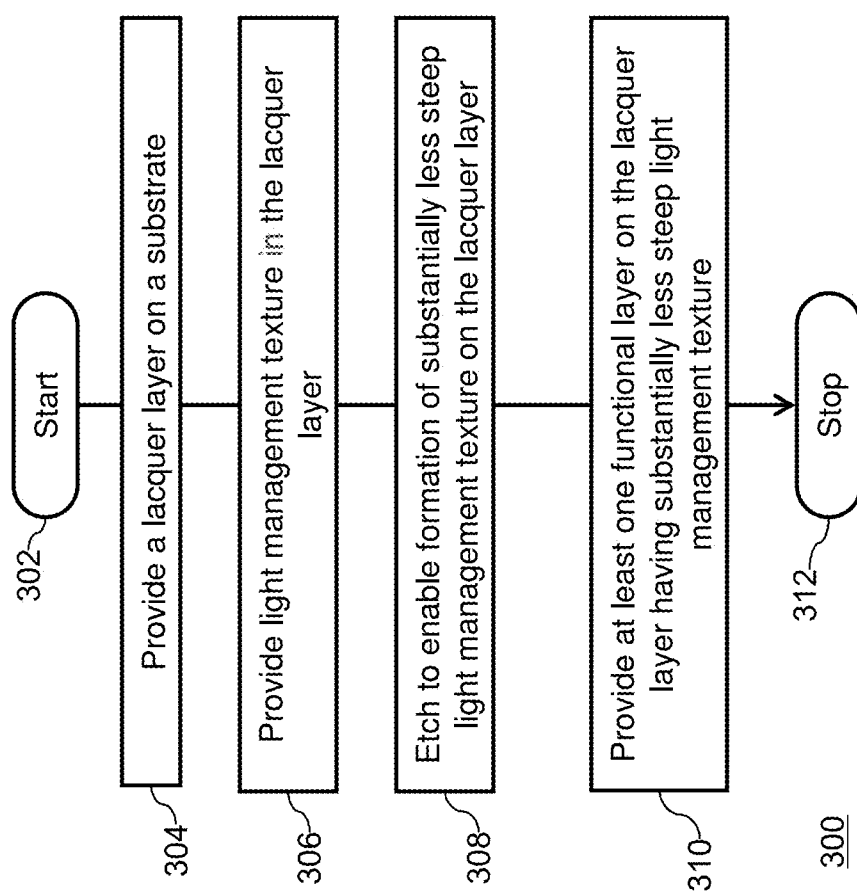 Start
302
Provide a lacquer layer on a substrate
304
Provide light management texture in the lacquer
layer
306
Etch to enable formation of substantially less steep
light management texture on the lacquer layer
308
Provide at least one functional layer on the lacquer
layer having substantially less steep light
management texture
310
Stop
312
300